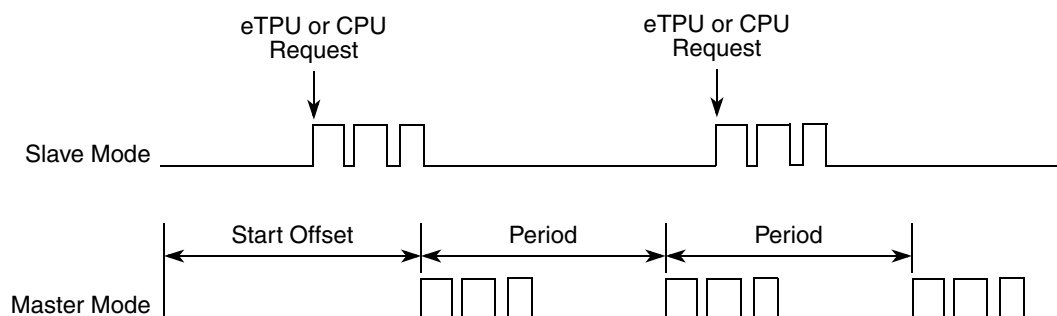 eTPU or CPU
Request
eTPU or CPU
Request
Slave Mode
Start Offset
Period
Period
Master Mode